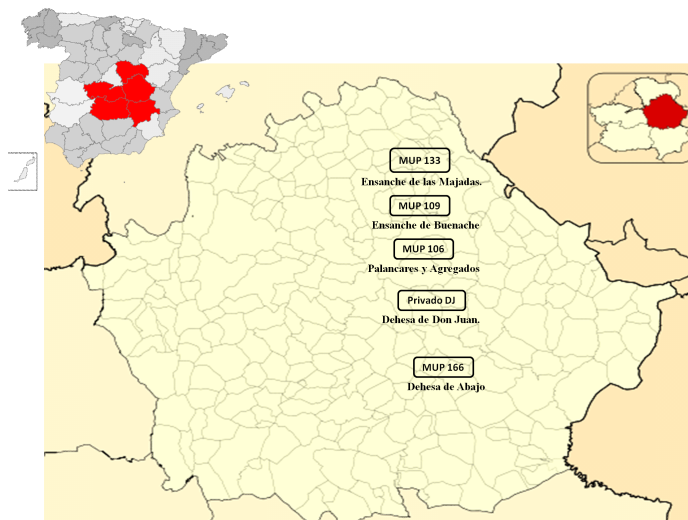 MUP 133
Ensanche de las Majadas.
MUP 109
Ensanche de Buenache
MUP 106
Palancares y Agregados
Privado DJ
Dehesa de Don Juan.
MUP 166
Dehesa de Abajo